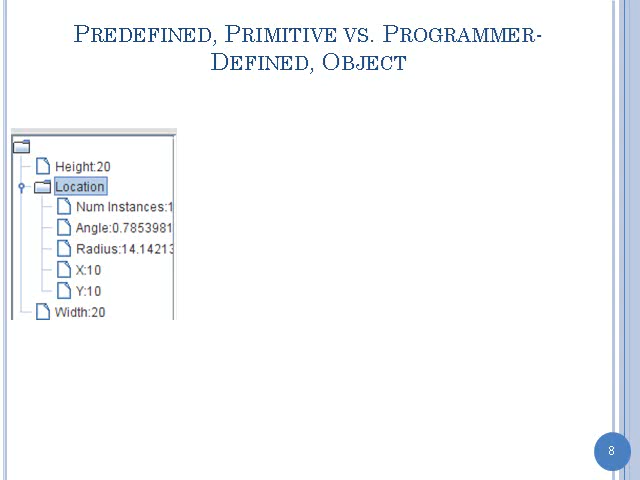 PREDEFINED, PRIMITIVE VS. PROGRAMMER-
DEFINED, OBJECT
Height:20
Location
Num Instances:1
Angle:0.7853981
Radius:14.14213
X:10
Y:10
Width:20
8